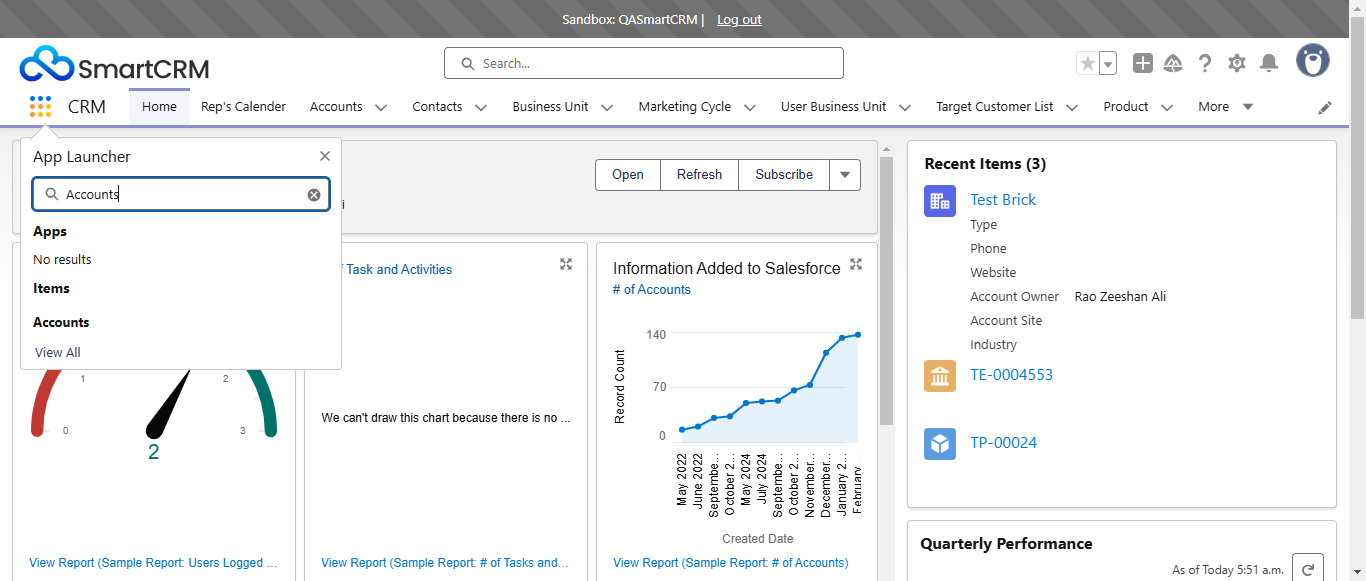 Sandbox: QASmartCRM | Log out
SmartCRM
Search...
CRM Home Rep's Calender Accounts Contacts Business Unit Marketing Cycle User Business Unit Target Customer List Product More
App Launcher
Accounts
Apps
No results
Items
Accounts
View All
Open Refresh Subscribe
Task and Activities
1 2
0 3
2
We can't draw this chart because there is no ...
Information Added to Salesforce
# of Accounts
140
70
0
Record Count
May 2022
June 2022
Septembe...
October 2...
May 2024
July 2024
Septembe...
October 2...
November...
December...
January 2...
February...
Created Date
View Report (Sample Report: Users Logged ...
View Report (Sample Report: # of Tasks and...
View Report (Sample Report: # of Accounts)
Recent Items (3)
Test Brick
Type
Phone
Website
Account Owner Rao Zeeshan Ali
Account Site
Industry
TE-0004553
TP-00024
Quarterly Performance
As of Today 5:51 a.m.